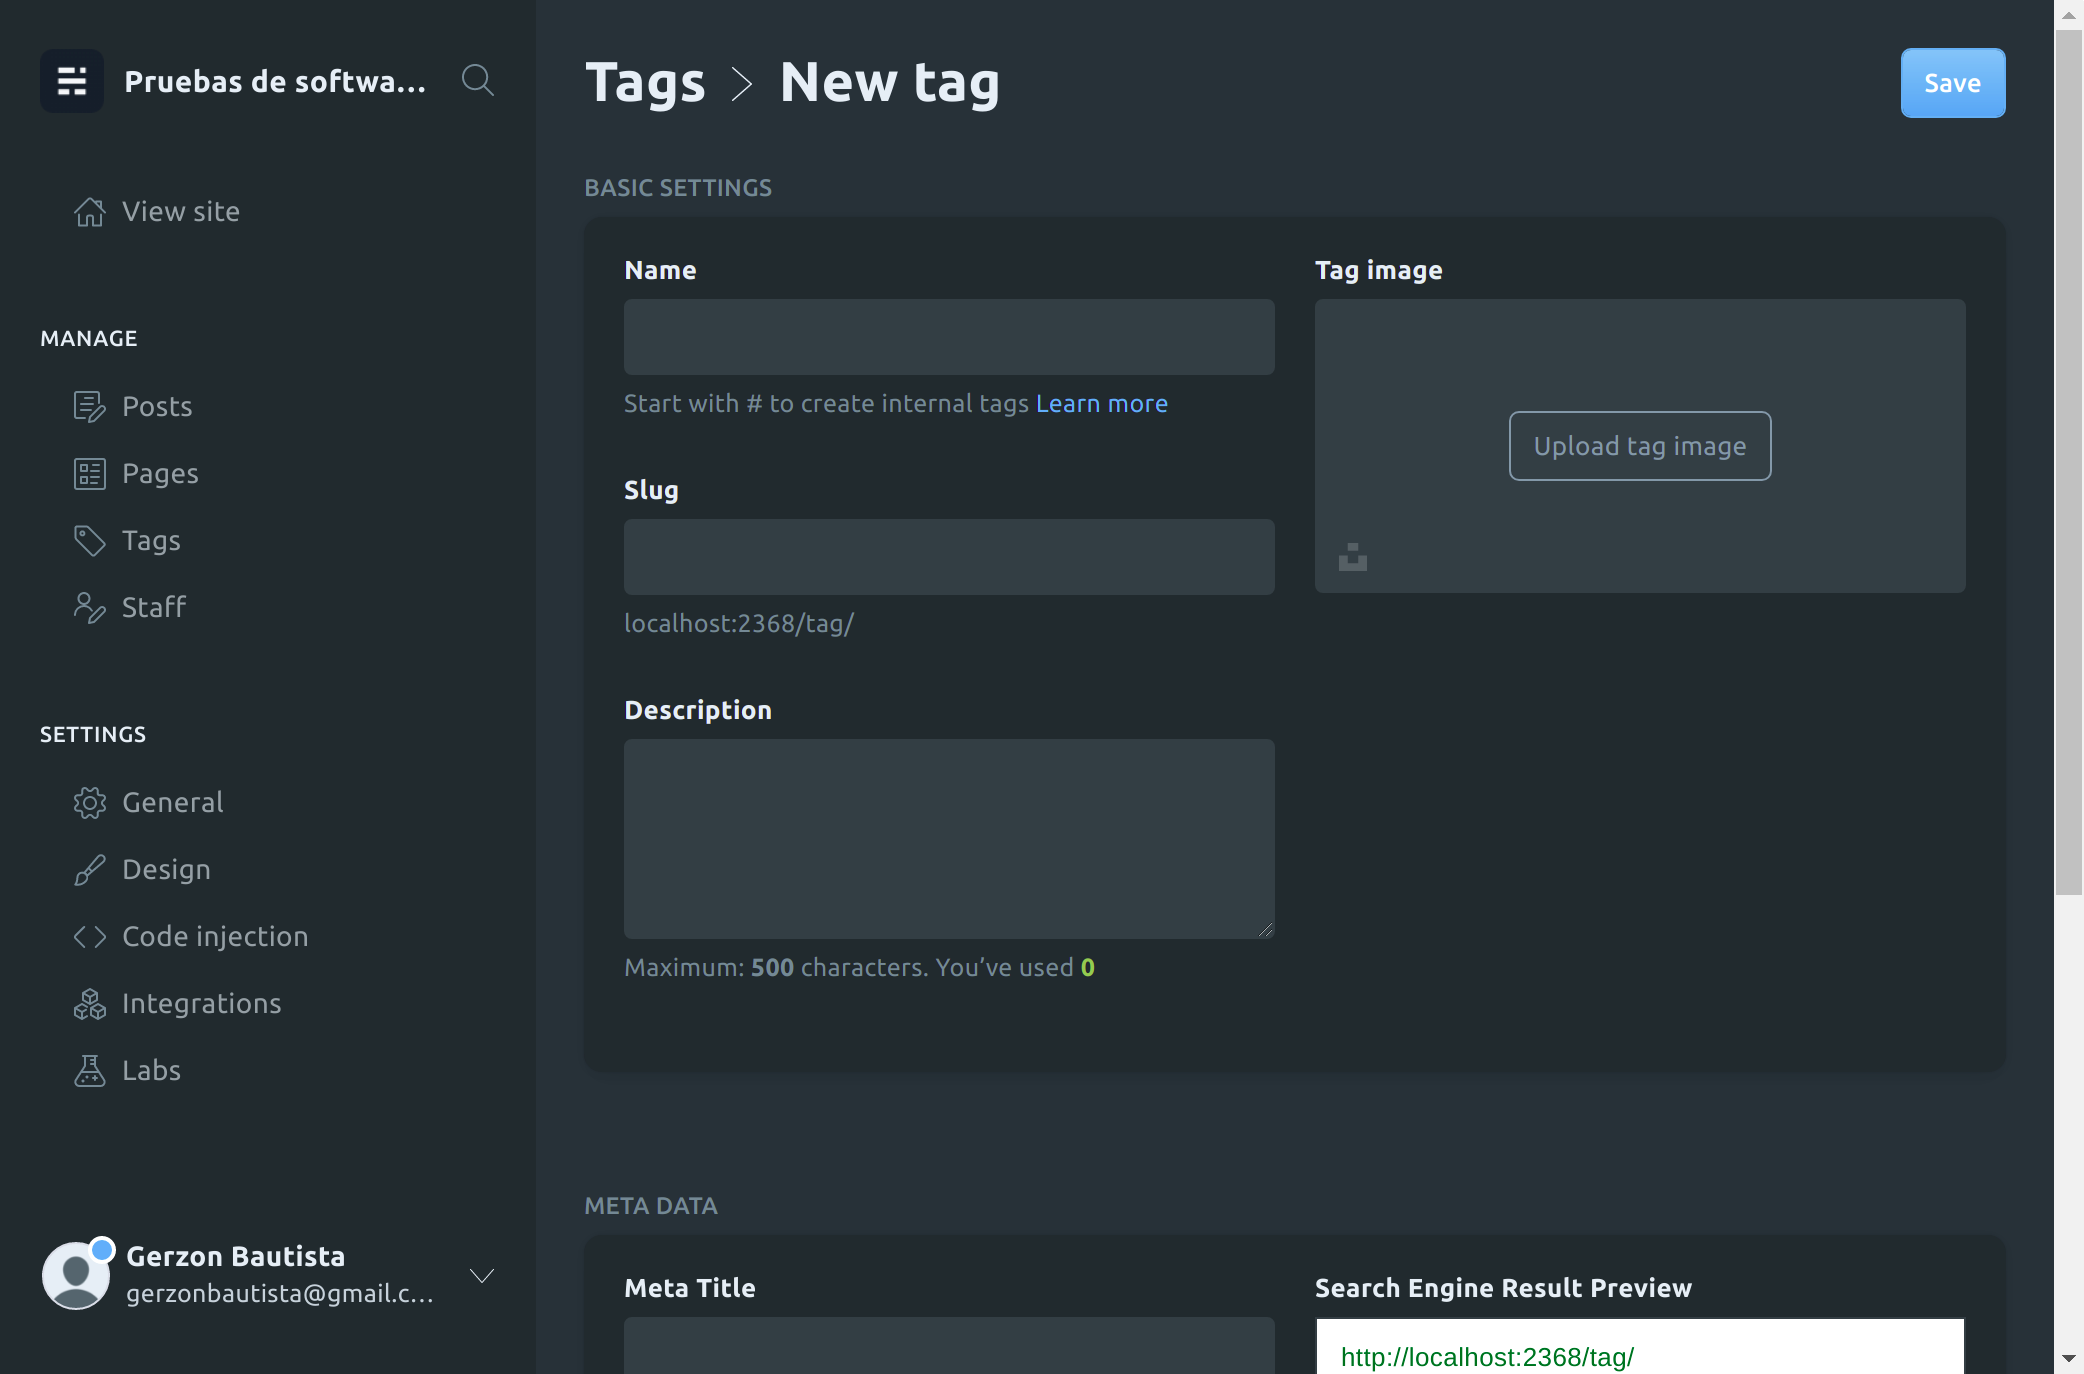 Pruebas de softwa...
View site
MANAGE
Posts
Pages
Tags
Staff
SETTINGS
General
Design
Code injection
Integrations
Labs
Gerzon Bautista
gerzonbautista@gmail.c...
Tags > New tag
Save
BASIC SETTINGS
Name
Start with # to create internal tags Learn more
Slug
localhost:2368/tag/
Description
Maximum: 500 characters. You’ve used 0
Tag image
Upload tag image
META DATA
Meta Title
Search Engine Result Preview
http://localhost:2368/tag/